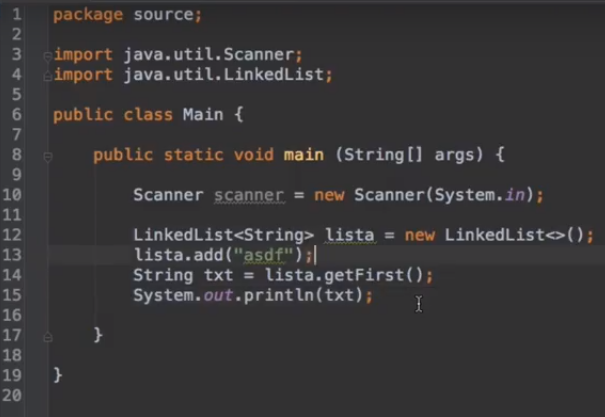 1 package source;
2
3 import java.util.Scanner;
4 import java.util.LinkedList;
5
6 public class Main {
7
8 public static void main (String[] args) {
9
10 Scanner scanner = new Scanner(System.in);
11
12 LinkedList<String> lista = new LinkedList<>();
13 lista.add("asdf");
14 String txt = lista.getFirst();
15 System.out.println(txt);
16
17 }
18
19 }
20